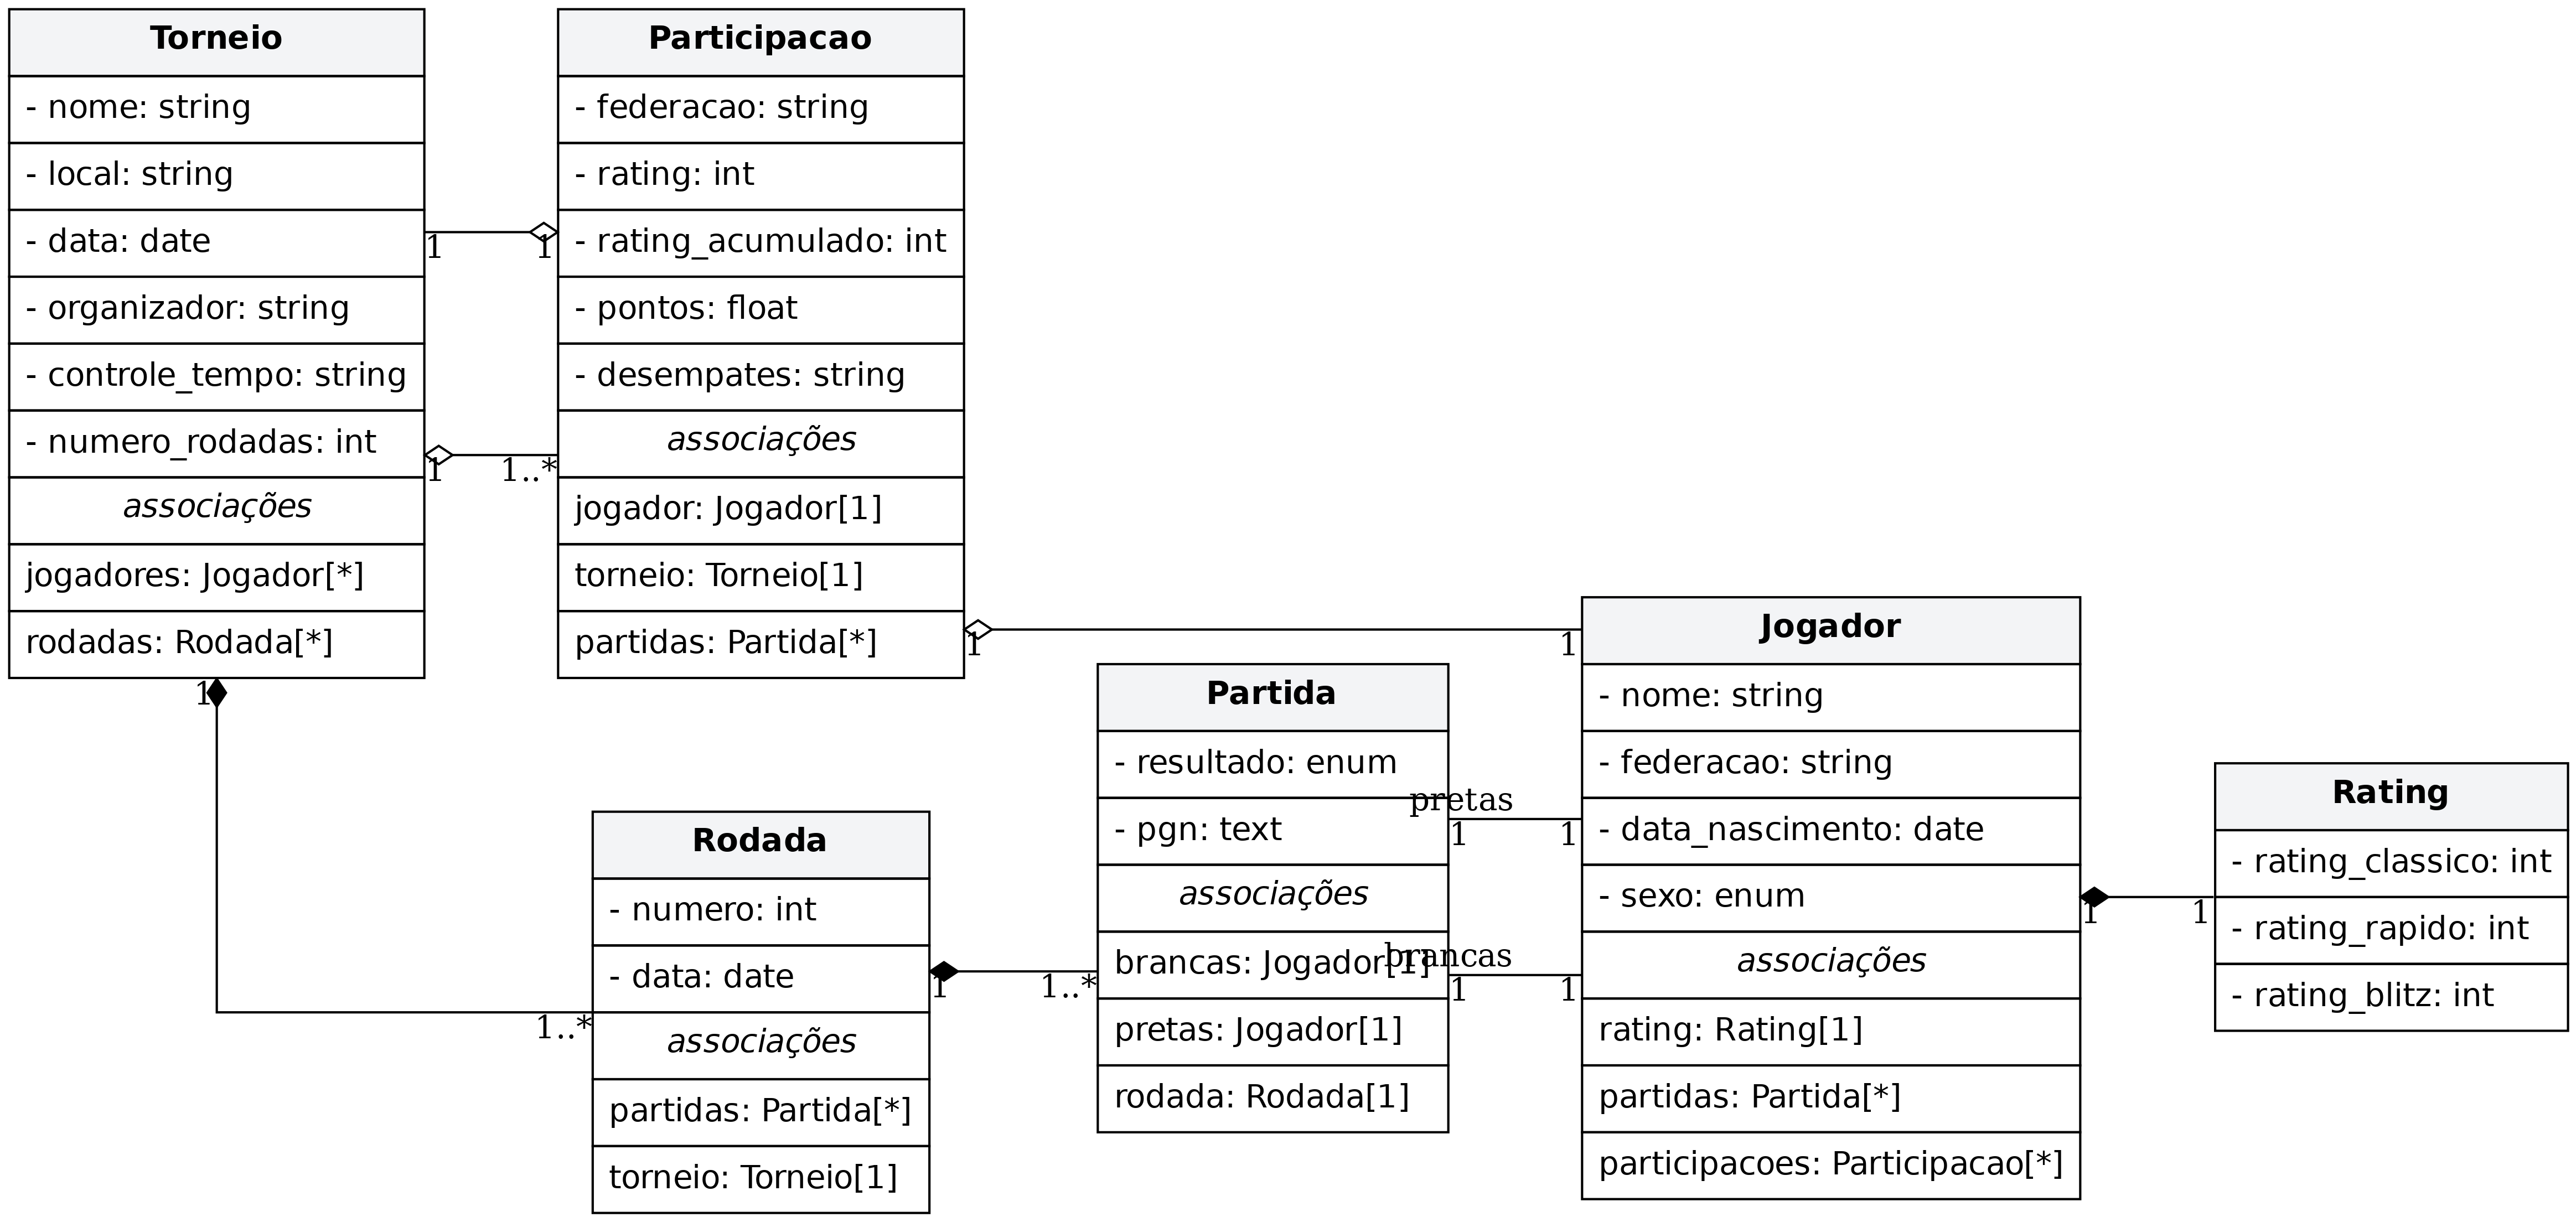 Torneio
- nome: string
- local: string
- data: date
- organizador: string
- controle_tempo: string
- numero_rodadas: int
associações
jogadores: Jogador[*]
rodadas: Rodada[*]
1
1
1
1..*
Participacao
- federacao: string
- rating: int
- rating_acumulado: int
- pontos: float
- desempates: string
associações
jogador: Jogador[1]
torneio: Torneio[1]
partidas: Partida[*]
1
1
1
1..*
Rodada
- numero: int
- data: date
associações
partidas: Partida[*]
torneio: Torneio[1]
1
1..*
Partida
- resultado: enum
- pgn: text
associações
brancas: Jogador[1]
pretas: Jogador[1]
rodada: Rodada[1]
pretas
1
1
brancas
1
1
Jogador
- nome: string
- federacao: string
- data_nascimento: date
- sexo: enum
associações
rating: Rating[1]
partidas: Partida[*]
participacoes: Participacao[*]
1
1
Rating
- rating_classico: int
- rating_rapido: int
- rating_blitz: int